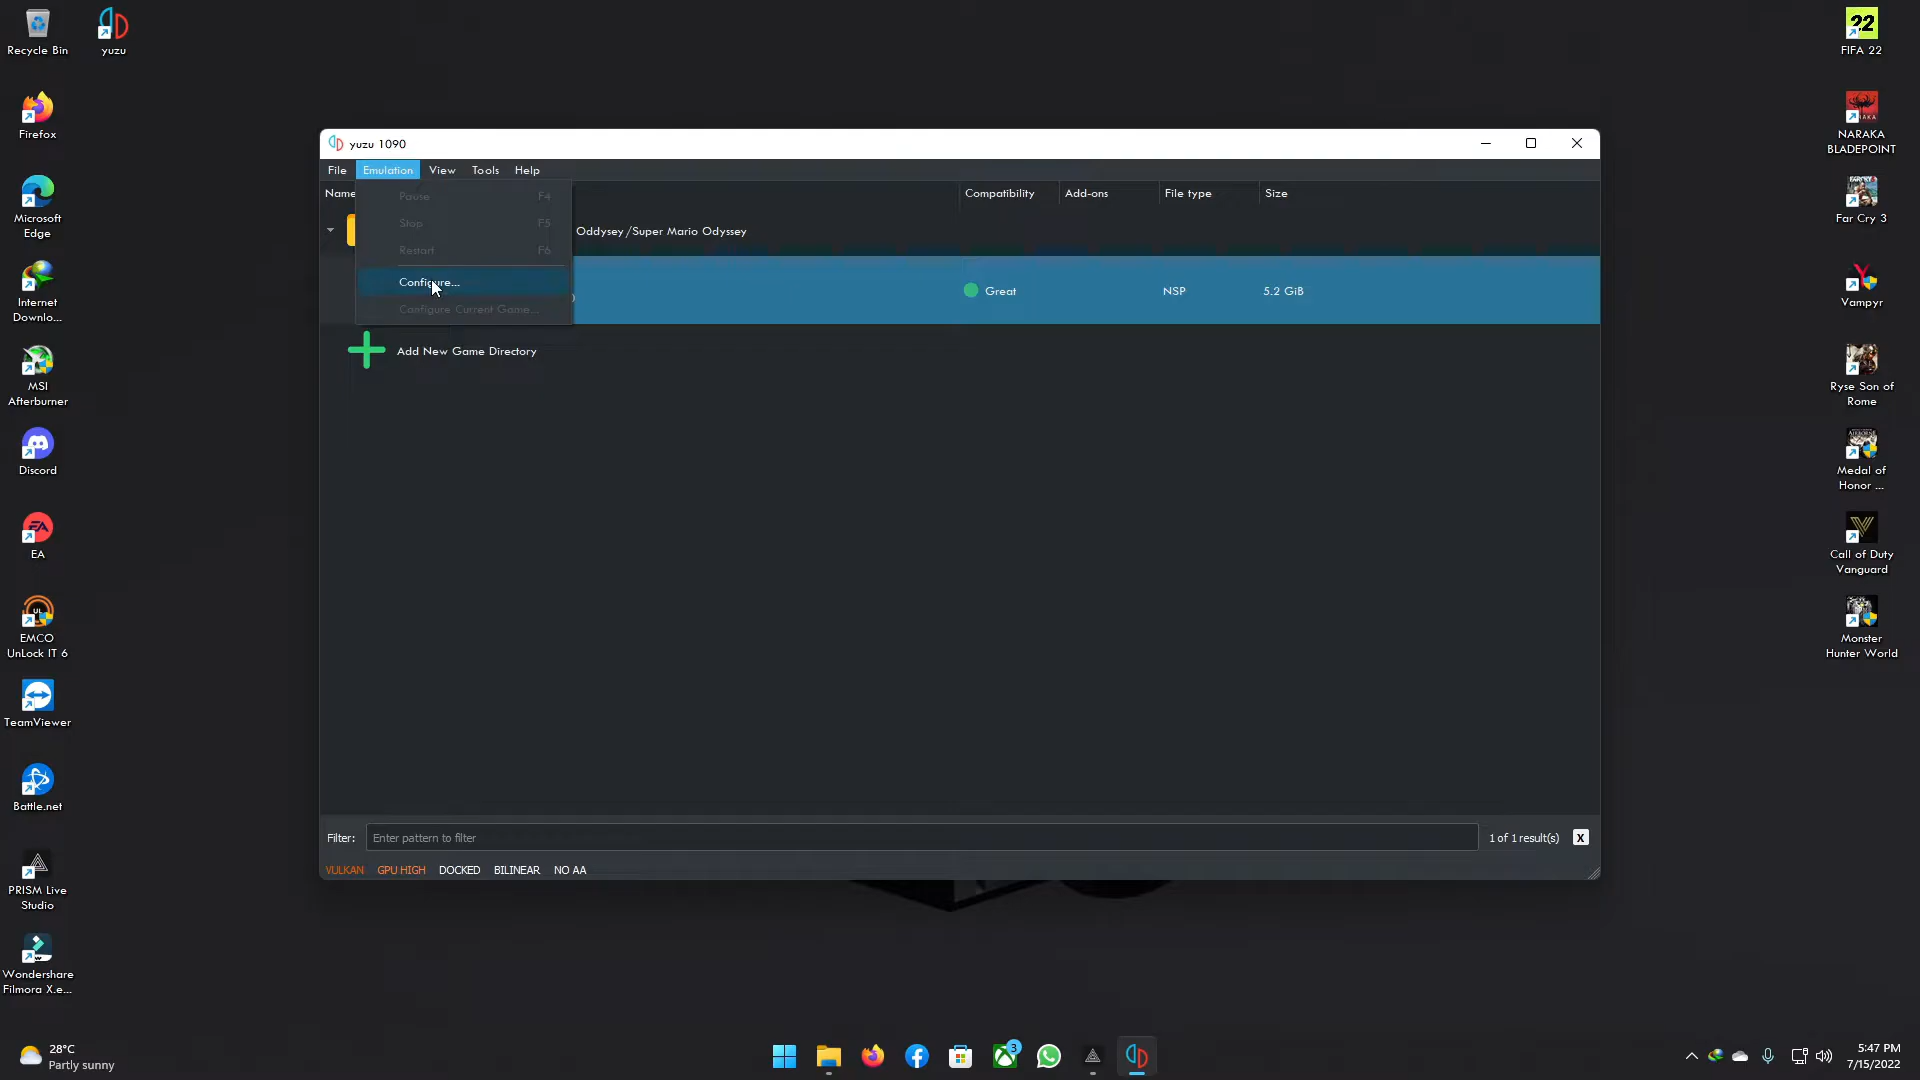 Recycle Bin
yuzu
Firefox
Microsoft
Edge
Internet
Downlo...
MSI
Afterburner
Discord
EA
EMCO
UnLock IT 6
TeamViewer
Battle.net
PRISM Live
Studio
Wondershare
Filmora X.e...
yuzu 1090
File Emulation View Tools Help
Name Compatibility Add-ons File type Size
Pause F4
Stop F5
Restart F6
Configure...
Configure Current Game...
Oddysey/Super Mario Odyssey
Great NSP 5.2 GiB
Add New Game Directory
Filter: Enter pattern to filter 1 of 1 result(s) X
VULKAN GPU HIGH DOCKED BILINEAR NO AA
22
FIFA 22
NARAKA
BLADEPOINT
Far Cry 3
Vampyr
Ryse Son of
Rome
Medal of
Honor ...
Call of Duty
Vanguard
Monster
Hunter World
28°C
Partly sunny
3
5:47 PM
7/15/2022